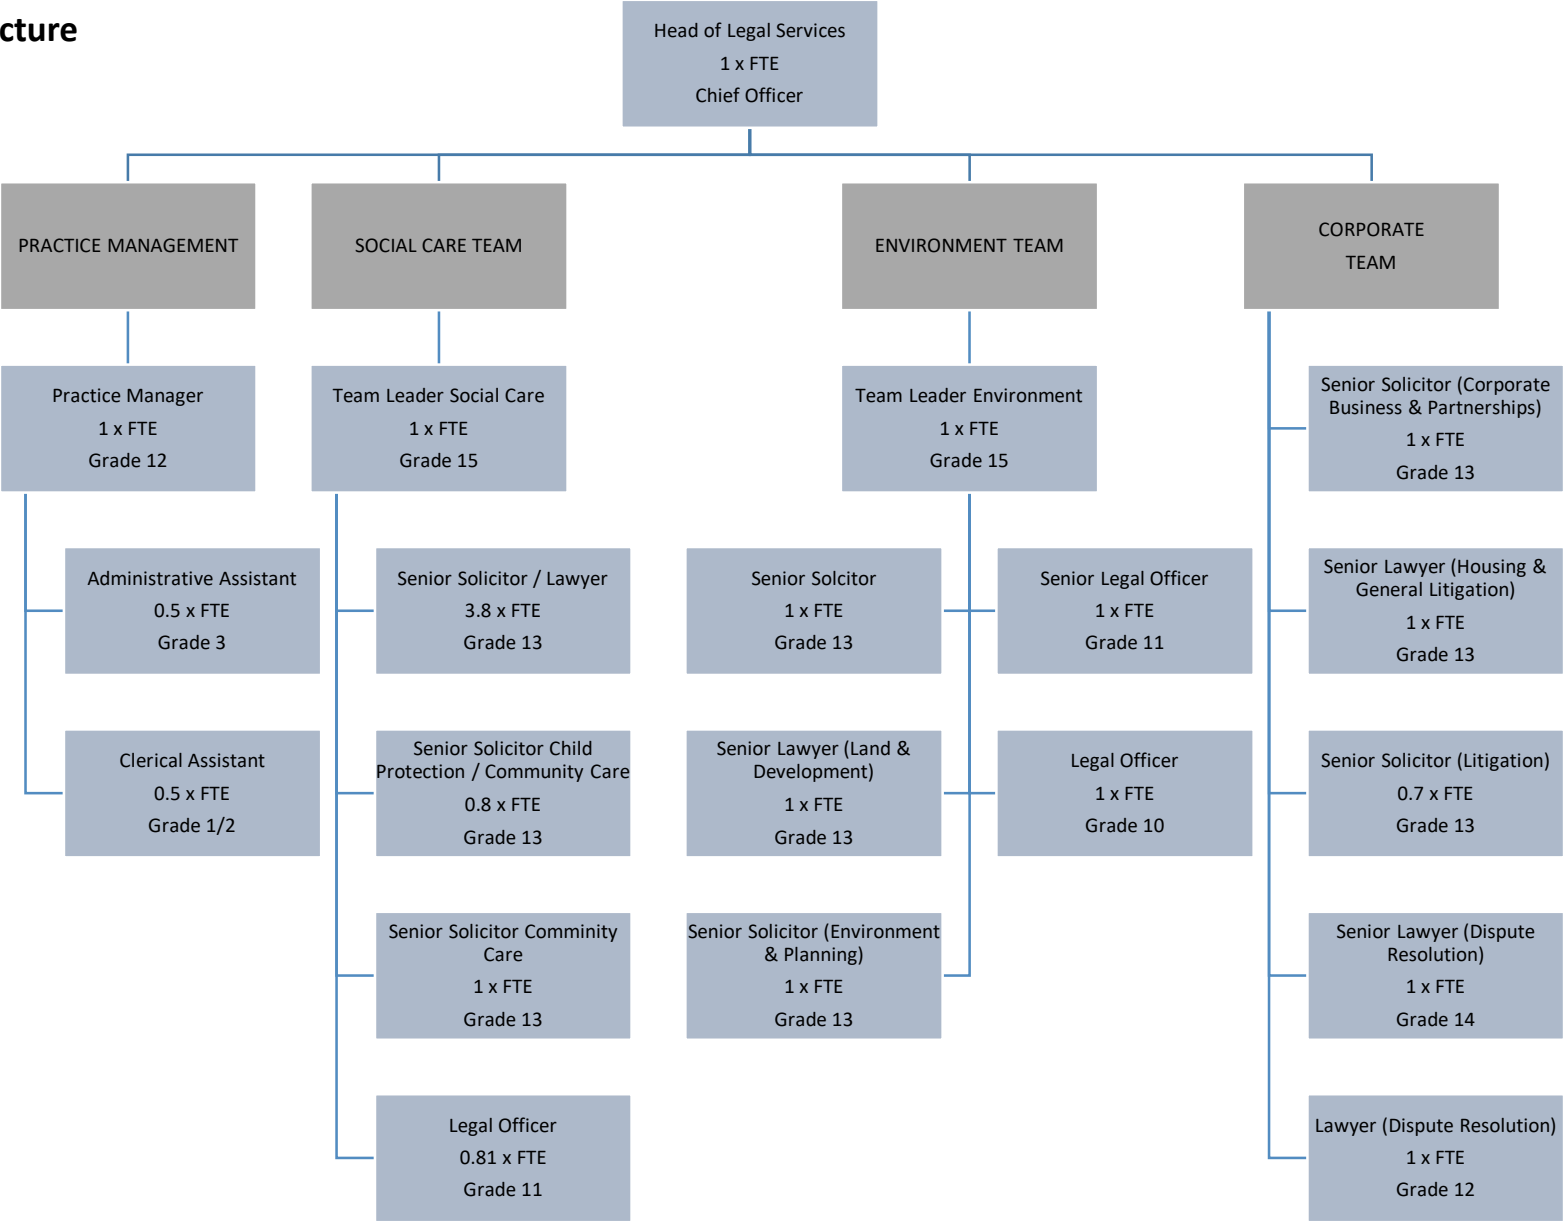 cture
Head of Legal Services
1 x FTE
Chief Officer
PRACTICE MANAGEMENT
SOCIAL CARE TEAM
ENVIRONMENT TEAM
CORPORATE
TEAM
Practice Manager
1 x FTE
Grade 12
Administrative Assistant
0.5 x FTE
Grade 3
Clerical Assistant
0.5 x FTE
Grade 1/2
Team Leader Social Care
1 x FTE
Grade 15
Senior Solicitor / Lawyer
3.8 x FTE
Grade 13
Senior Solicitor Child
Protection / Community Care
0.8 x FTE
Grade 13
Senior Solicitor Comminity
Care
1 x FTE
Grade 13
Legal Officer
0.81 x FTE
Grade 11
Team Leader Environment
1 x FTE
Grade 15
Senior Solcitor
1 x FTE
Grade 13
Senior Legal Officer
1 x FTE
Grade 11
Senior Lawyer (Land &
Development)
1 x FTE
Grade 13
Legal Officer
1 x FTE
Grade 10
Senior Solicitor (Environment
& Planning)
1 x FTE
Grade 13
Senior Solicitor (Corporate
Business & Partnerships)
1 x FTE
Grade 13
Senior Lawyer (Housing &
General Litigation)
1 x FTE
Grade 13
Senior Solicitor (Litigation)
0.7 x FTE
Grade 13
Senior Lawyer (Dispute
Resolution)
1 x FTE
Grade 14
Lawyer (Dispute Resolution)
1 x FTE
Grade 12